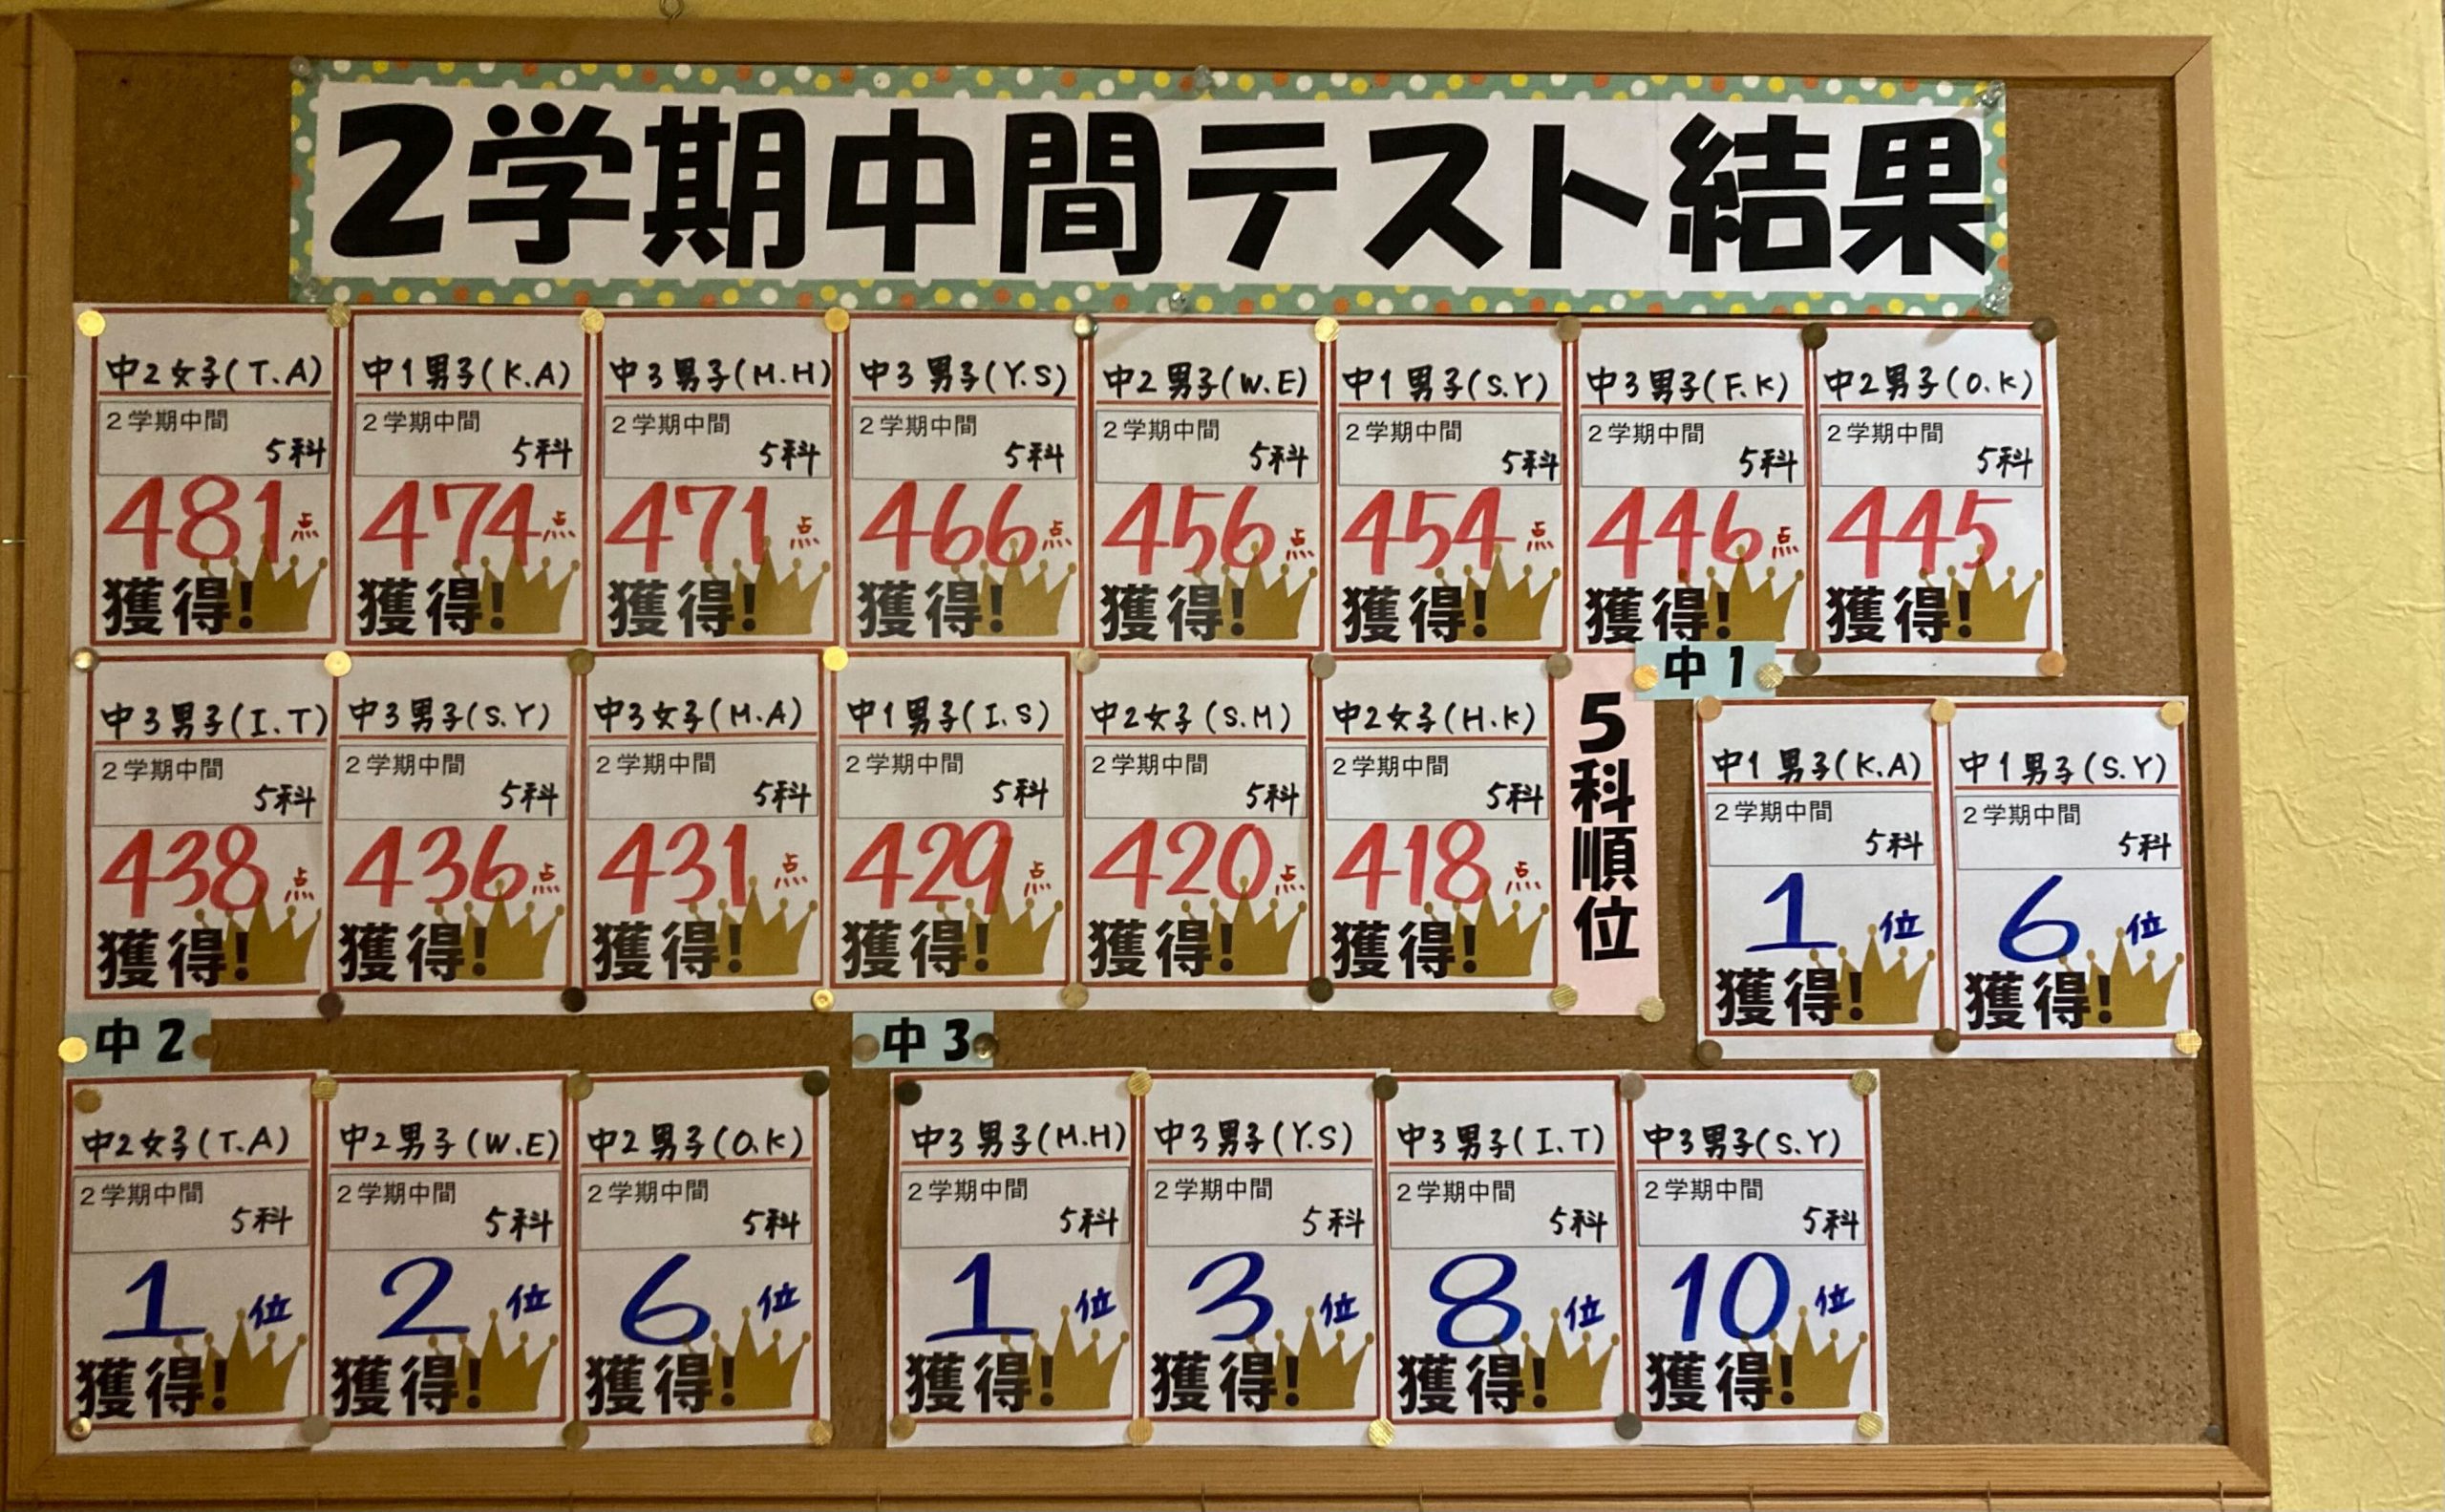 2学期中間テスト結果
中2女子(T.A)
2学期中間
5科
481点
獲得!
中1男子(K.A)
2学期中間
5科
474点
獲得!
中3男子(M.H)
2学期中間
5科
471点
獲得!
中3男子(Y.S)
2学期中間
5科
466点
獲得!
中2男子(W.E)
2学期中間
5科
456点
獲得!
中1男子(S.Y)
2学期中間
5科
454点
獲得!
中3男子(F.K)
2学期中間
5科
446点
獲得!
中2男子(O.K)
2学期中間
5科
445
獲得!
中3男子(I.T)
2学期中間
5科
438点
獲得!
中3男子(S.Y)
2学期中間
5科
436点
獲得!
中3女子(M.A)
2学期中間
5科
431点
獲得!
中1男子(I.S)
2学期中間
5科
429点
獲得!
中2女子(S.M)
2学期中間
5科
420点
獲得!
中2女子(H.K)
2学期中間
5科
418点
獲得!
5科順位
中1
中1男子(K.A)
2学期中間
5科
1位
獲得!
中1男子(S.Y)
2学期中間
5科
6位
獲得!
中2
中2女子(T.A)
2学期中間
5科
1位
獲得!
中2男子(W.E)
2学期中間
5科
2位
獲得!
中2男子(O.K)
2学期中間
5科
6位
獲得!
中3
中3男子(M.H)
2学期中間
5科
1位
獲得!
中3男子(Y.S)
2学期中間
5科
3位
獲得!
中3男子(I.T)
2学期中間
5科
8位
獲得!
中3男子(S.Y)
2学期中間
5科
10位
獲得!